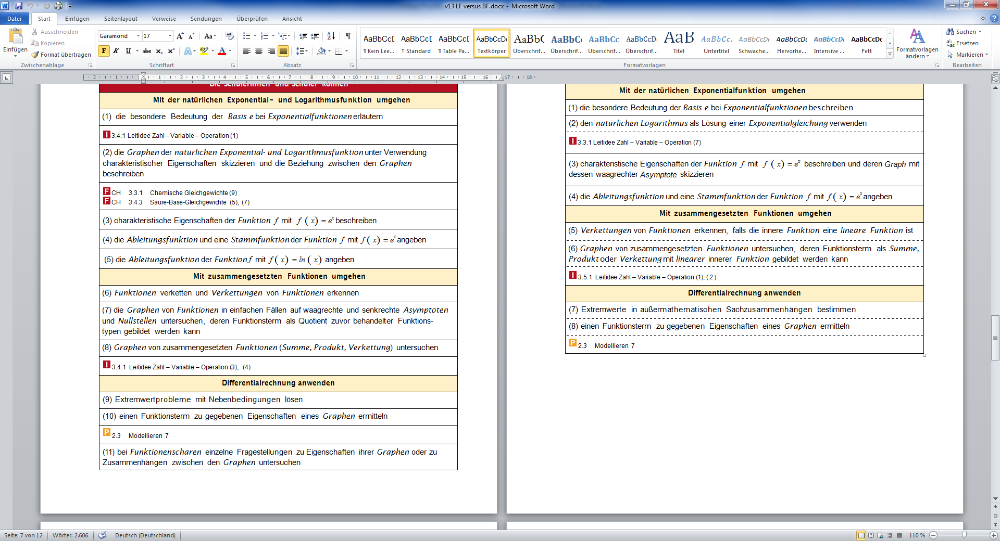 v13 LF versus BF.docx - Microsoft Word
Datei Start Einfügen Seitenlayout Verweise Sendungen Überprüfen Ansicht
Einfügen
Ausschneiden
Kopieren
Format übertragen
Zwischenablage
Garamond 17
F K U abc x₂ x²
Schriftart
Absatz
AaBbCcD AaBbCcD AaBbCcD AaBbCcDc AaBbC AaBbCc AaBbCc AaBbCcD AaB AaBbCc. AaBbCcDc AaBbCcDc AaBbCcDc AaBbCcDc
¶ Kein Lee... ¶ Standard ¶ Table Pa... Textkörper Überschrif... Überschrif... Überschrif... Überschrif... Titel Untertitel Schwache... Hervorhe... Intensive ... Fett
Formatvorlagen
Formatvorlagen ändern
Suchen
Ersetzen
Markieren
Bearbeiten
2 1 1 2 3 4 5 6 7 8 9 10 11 12 13 14 15 16 17 18
Die Schülerinnen und Schüler können
Mit der natürlichen Exponential- und Logarithmusfunktion umgehen
(1) die besondere Bedeutung der Basis e bei Exponentialfunktionen erläutern
I 3.4.1 Leitidee Zahl – Variable – Operation (1)
(2) die Graphen der natürlichen Exponential- und Logarithmusfunktion unter Verwendung
charakteristischer Eigenschaften skizzieren und die Beziehung zwischen den Graphen
beschreiben
F CH 3.3.1 Chemische Gleichgewichte (9)
F CH 3.4.3 Säure-Base-Gleichgewichte (5), (7)
(3) charakteristische Eigenschaften der Funktion f mit f ( x) = eˣ beschreiben
(4) die Ableitungsfunktion und eine Stammfunktion der Funktion f mit f ( x) = eˣ angeben
(5) die Ableitungsfunktion der Funktion f mit f ( x) = ln ( x) angeben
Mit zusammengesetzten Funktionen umgehen
(6) Funktionen verketten und Verkettungen von Funktionen erkennen
(7) die Graphen von Funktionen in einfachen Fällen auf waagrechte und senkrechte Asymptoten
und Nullstellen untersuchen, deren Funktionsterm als Quotient zuvor behandelter Funktions-
typen gebildet werden kann
(8) Graphen von zusammengesetzten Funktionen (Summe, Produkt, Verkettung) untersuchen
I 3.4.1 Leitidee Zahl – Variable – Operation (3), (4)
Differentialrechnung anwenden
(9) Extremwertprobleme mit Nebenbedingungen lösen
(10) einen Funktionsterm zu gegebenen Eigenschaften eines Graphen ermitteln
P 2.3 Modellieren 7
(11) bei Funktionenscharen einzelne Fragestellungen zu Eigenschaften ihrer Graphen oder zu
Zusammenhängen zwischen den Graphen untersuchen
Mit der natürlichen Exponentialfunktion umgehen
(1) die besondere Bedeutung der Basis e bei Exponentialfunktionen beschreiben
(2) den natürlichen Logarithmus als Lösung einer Exponentialgleichung verwenden
I 3.3.1 Leitidee Zahl – Variable – Operation (7)
(3) charakteristische Eigenschaften der Funktion f mit f ( x) = eˣ beschreiben und deren Graph mit
dessen waagrechter Asymptote skizzieren
(4) die Ableitungsfunktion und eine Stammfunktion der Funktion f mit f ( x) = eˣ angeben
Mit zusammengesetzten Funktionen umgehen
(5) Verkettungen von Funktionen erkennen, falls die innere Funktion eine lineare Funktion ist
(6) Graphen von zusammengesetzten Funktionen untersuchen, deren Funktionsterm als Summe,
Produkt oder Verkettung mit linearer innerer Funktion gebildet werden kann
I 3.5.1 Leitidee Zahl – Variable – Operation (1), ( 2 )
Differentialrechnung anwenden
(7) Extremwerte in außermathematischen Sachzusammenhängen bestimmen
(8) einen Funktionsterm zu gegebenen Eigenschaften eines Graphen ermitteln
P 2.3 Modellieren 7
Seite: 7 von 12 Wörter: 2.606 Deutsch (Deutschland) 110 %